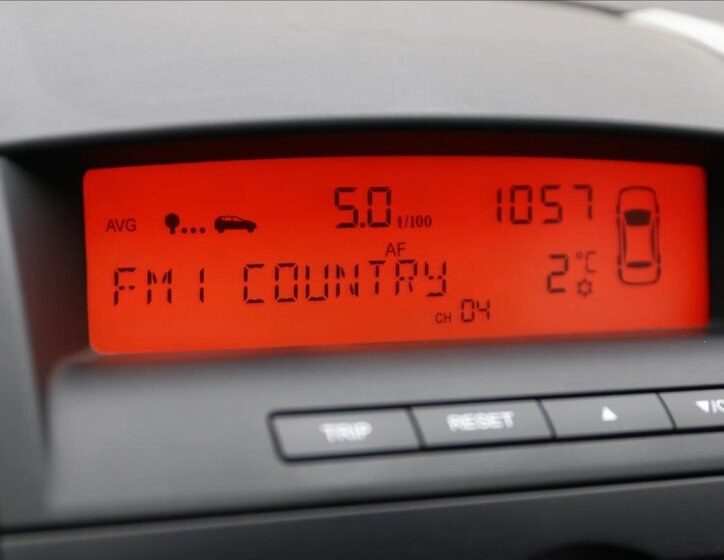 AVG 5.0 ℓ/100 1057
AF
FM1 COUNTRY 2°C
CH 04
TRIP RESET ▲ ▼/C